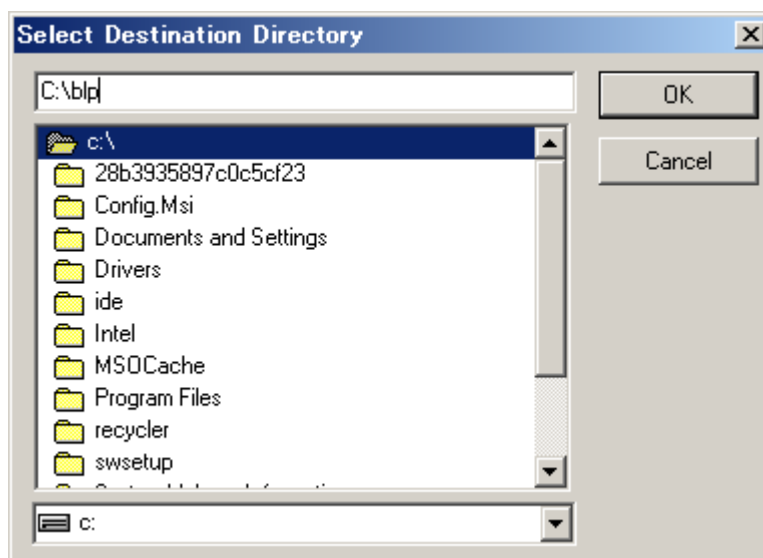 Select Destination Directory
C:\blp
OK
Cancel
c:\
28b3935897c0c5cf23
Config.Msi
Documents and Settings
Drivers
ide
Intel
MSOCache
Program Files
recycler
swsetup
c: